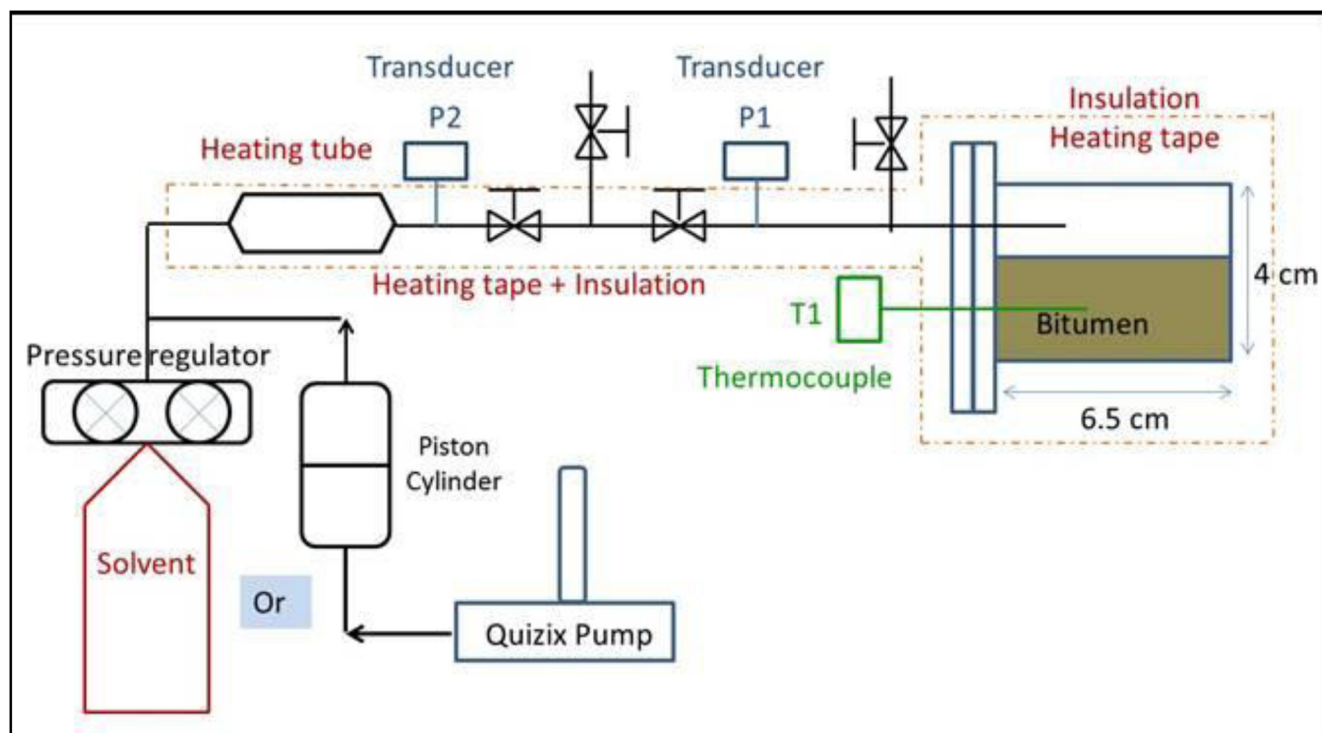 Transducer
P2
Transducer
P1
Insulation
Heating tape
Heating tube
Heating tape + Insulation
T1
Thermocouple
Bitumen
4 cm
6.5 cm
Pressure regulator
Piston
Cylinder
Solvent
Or
Quizix Pump